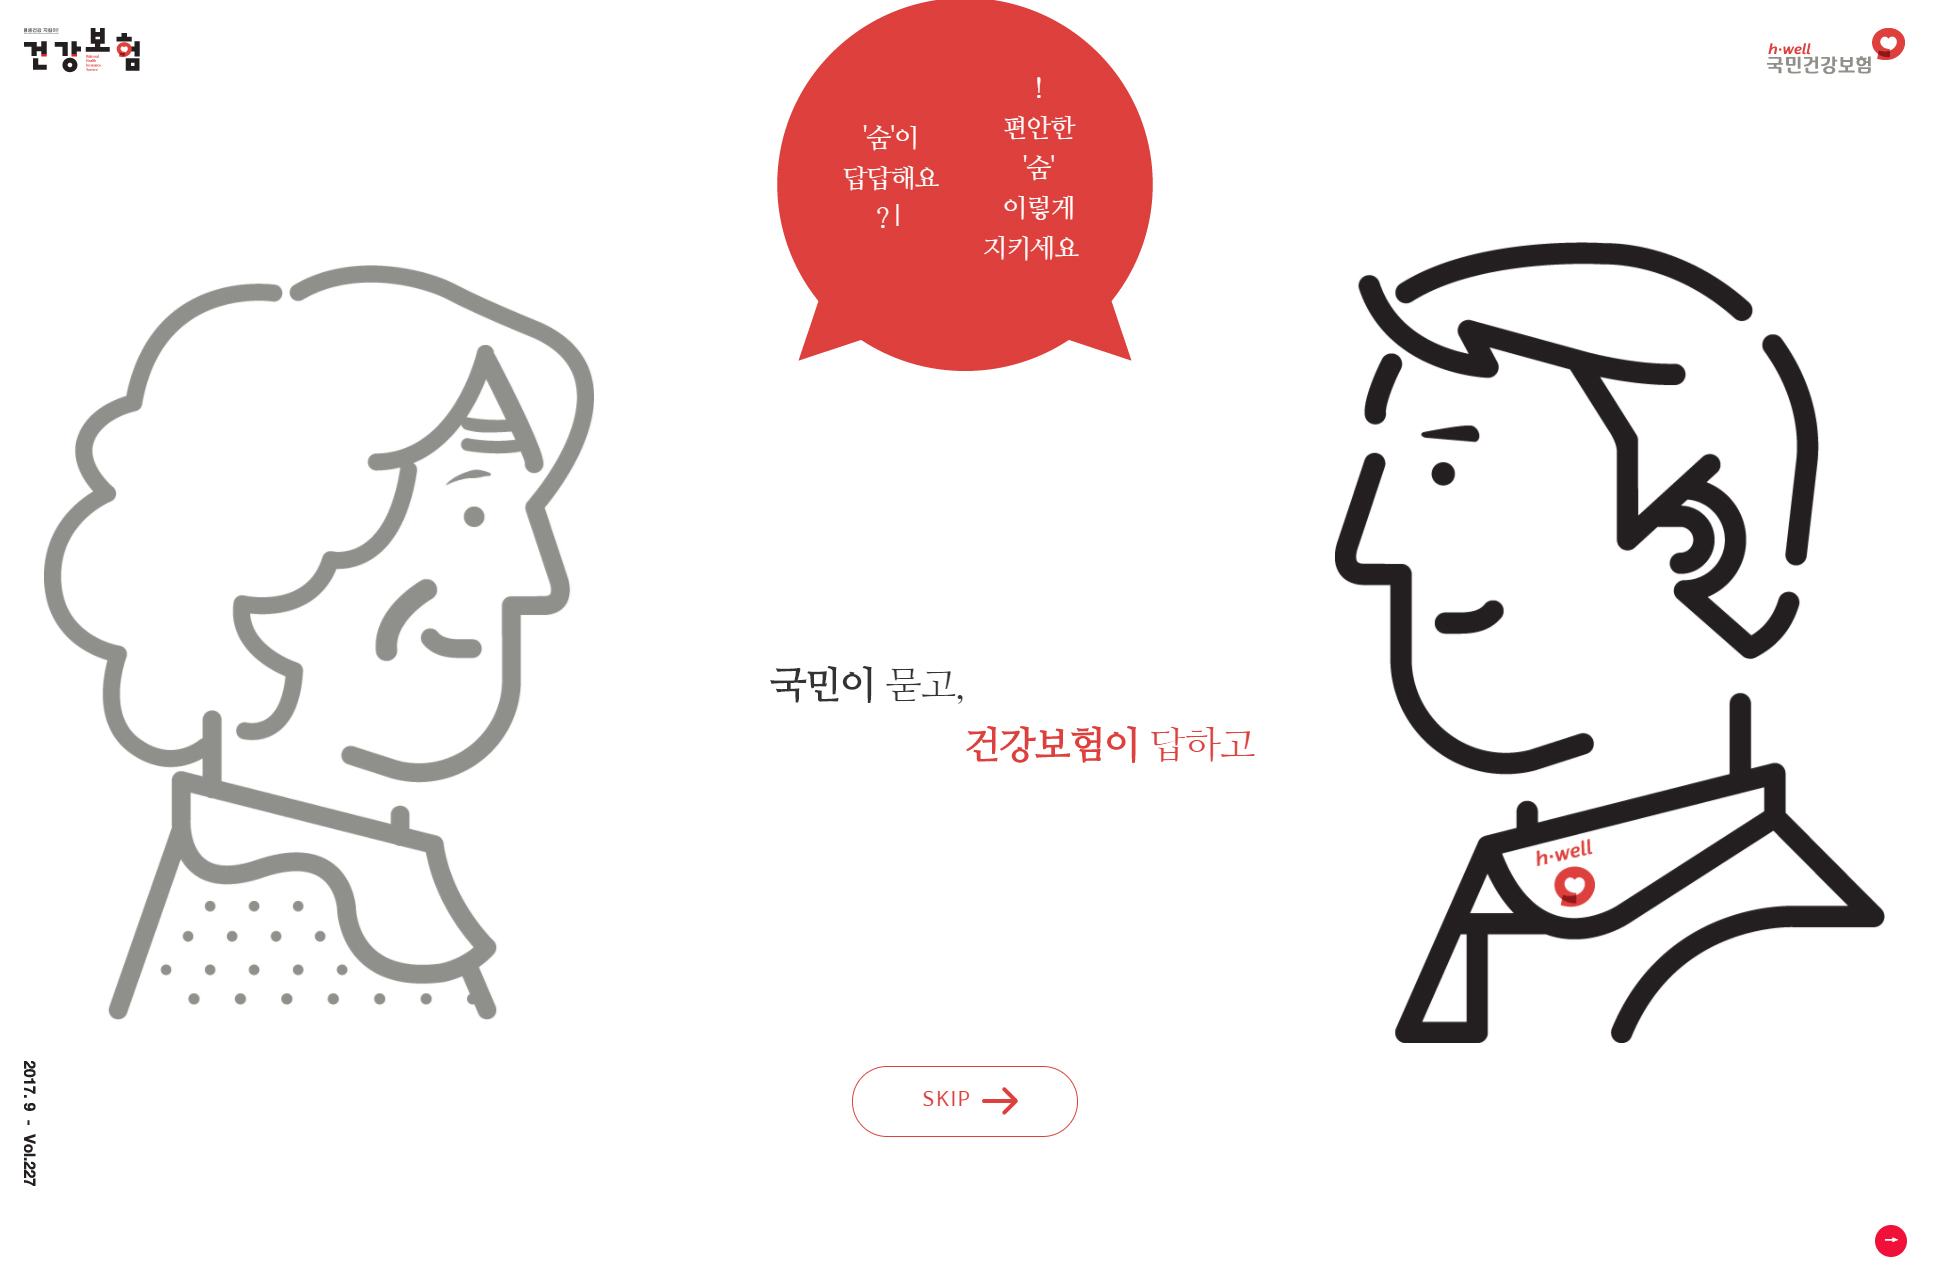 건강보험
h·well
국민건강보험
'숨'이
답답해요
?|
!
편안한
'숨'
이렇게
지키세요
국민이 묻고,
건강보험이 답하고
h·well
SKIP
2017. 9 - Vol.227